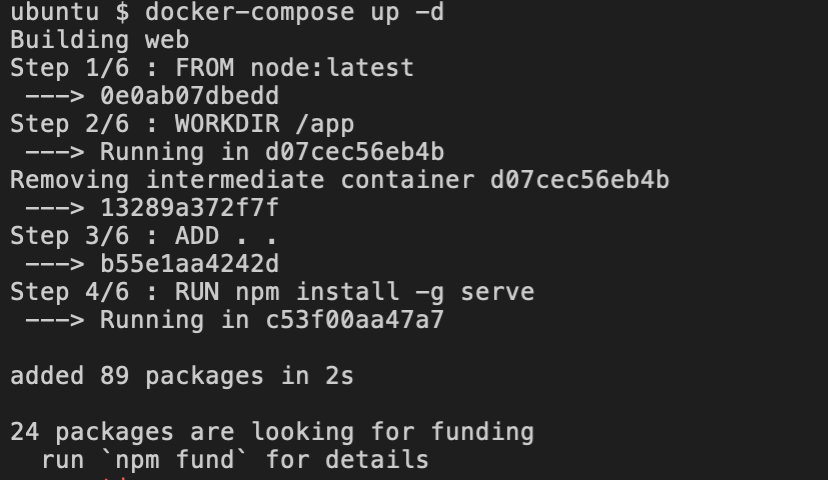 ubuntu $ docker-compose up -d
Building web
Step 1/6 : FROM node:latest
 ---> 0e0ab07dbedd
Step 2/6 : WORKDIR /app
 ---> Running in d07cec56eb4b
Removing intermediate container d07cec56eb4b
 ---> 13289a372f7f
Step 3/6 : ADD . .
 ---> b55e1aa4242d
Step 4/6 : RUN npm install -g serve
 ---> Running in c53f00aa47a7

added 89 packages in 2s

24 packages are looking for funding
  run `npm fund` for details